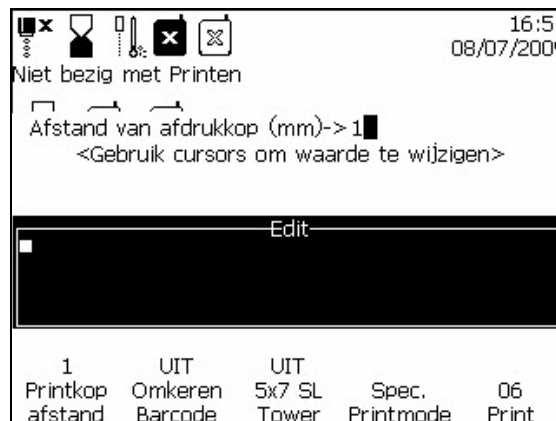 16:5
08/07/200
Niet bezig met Printen
Afstand van afdrukkop (mm)->1
<Gebruik cursors om waarde te wijzigen>
Edit
1 UIT UIT
Printkop Omkeren 5x7 SL Spec. 06
afstand Barcode Tower Printmode Print